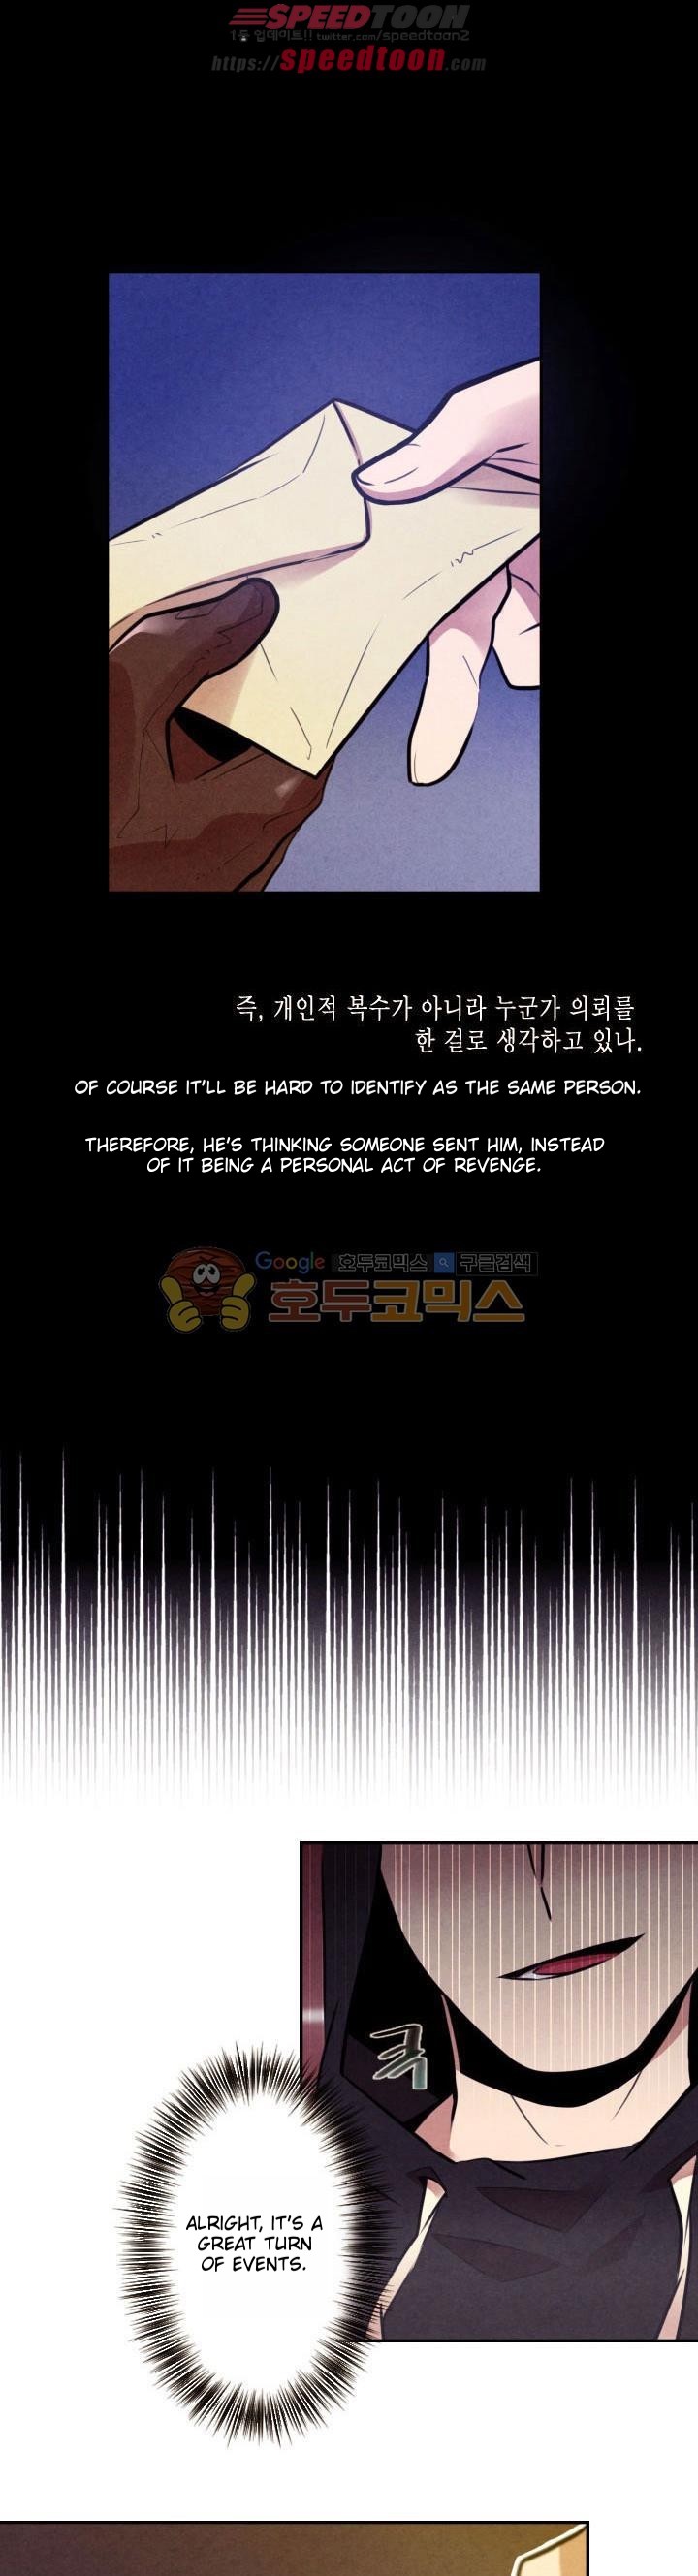 SPEEDTOON
1등 업데이트!! twitter.com/speedtoon2
https://speedtoon.com
즉, 개인적 복수가 아니라 누군가 의뢰를
한 걸로 생각하고 있나.
OF COURSE IT'LL BE HARD TO IDENTIFY AS THE SAME PERSON.
THEREFORE, HE'S THINKING SOMEONE SENT HIM, INSTEAD
OF IT BEING A PERSONAL ACT OF REVENGE.
Google 호두코믹스 구글검색
호두코믹스
큭
ALRIGHT, IT'S A
GREAT TURN
OF EVENTS.